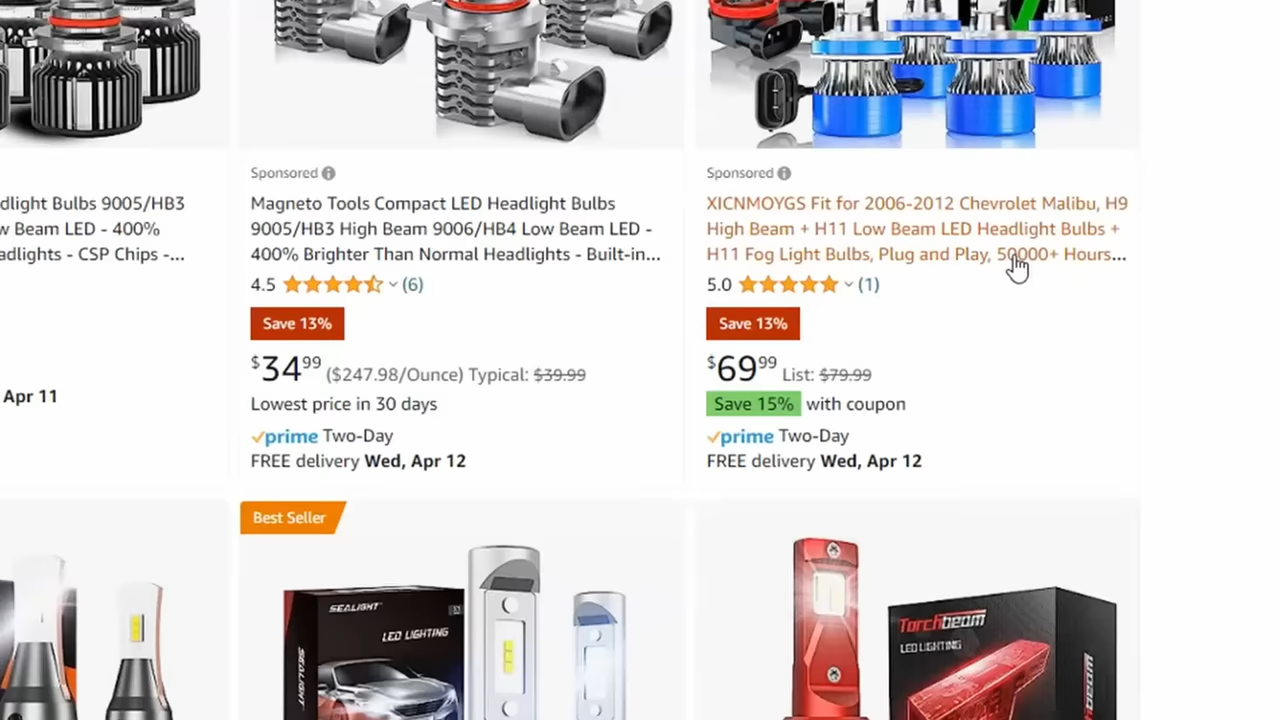 dlight Bulbs 9005/HB3
w Beam LED - 400%
adlights - CSP Chips -...
Apr 11
Sponsored
Magneto Tools Compact LED Headlight Bulbs
9005/HB3 High Beam 9006/HB4 Low Beam LED -
400% Brighter Than Normal Headlights - Built-in...
4.5 (6)
Save 13%
$34.99 ($247.98/Ounce) Typical: $39.99
Lowest price in 30 days
prime Two-Day
FREE delivery Wed, Apr 12
Sponsored
XICNMOYGS Fit for 2006-2012 Chevrolet Malibu, H9
High Beam + H11 Low Beam LED Headlight Bulbs +
H11 Fog Light Bulbs, Plug and Play, 50000+ Hours...
5.0 (1)
Save 13%
$69.99 List: $79.99
Save 15% with coupon
prime Two-Day
FREE delivery Wed, Apr 12
Best Seller
SEALIGHT
LED LIGHTING
SEALIGHT
Torchbeam
LED LIGHTING